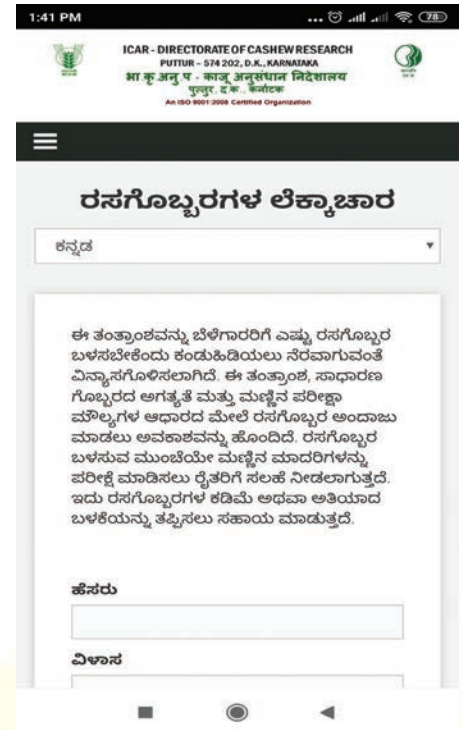 1:41 PM
78
ICAR - DIRECTORATE OF CASHEW RESEARCH
PUTTUR – 574 202, D.K., KARNATAKA
भा कृ अनु प - काजू अनुसंधान निदेशालय
पुत्तुर, द.क., कर्नाटक
An ISO 9001:2008 Certified Organization
ರಸಗೊಬ್ಬರಗಳ ಲೆಕ್ಕಾಚಾರ
ಕನ್ನಡ
ಈ ತಂತ್ರಾಂಶವನ್ನು ಬೆಳೆಗಾರರಿಗೆ ಎಷ್ಟು ರಸಗೊಬ್ಬರ
ಬಳಸಬೇಕೆಂದು ಕಂಡುಹಿಡಿಯಲು ನೆರವಾಗುವಂತೆ
ವಿನ್ಯಾಸಗೊಳಿಸಲಾಗಿದೆ. ಈ ತಂತ್ರಾಂಶ, ಸಾಧಾರಣ
ಗೊಬ್ಬರದ ಅಗತ್ಯತೆ ಮತ್ತು ಮಣ್ಣಿನ ಪರೀಕ್ಷಾ
ಮೌಲ್ಯಗಳ ಆಧಾರದ ಮೇಲೆ ರಸಗೊಬ್ಬರ ಅಂದಾಜು
ಮಾಡಲು ಅವಕಾಶವನ್ನು ಹೊಂದಿದೆ. ರಸಗೊಬ್ಬರ
ಬಳಸುವ ಮುಂಚೆಯೇ ಮಣ್ಣಿನ ಮಾದರಿಗಳನ್ನು
ಪರೀಕ್ಷೆ ಮಾಡಿಸಲು ರೈತರಿಗೆ ಸಲಹೆ ನೀಡಲಾಗುತ್ತದೆ.
ಇದು ರಸಗೊಬ್ಬರಗಳ ಕಡಿಮೆ ಅಥವಾ ಅತಿಯಾದ
ಬಳಕೆಯನ್ನು ತಪ್ಪಿಸಲು ಸಹಾಯ ಮಾಡುತ್ತದೆ.
ಹೆಸರು
ವಿಳಾಸ